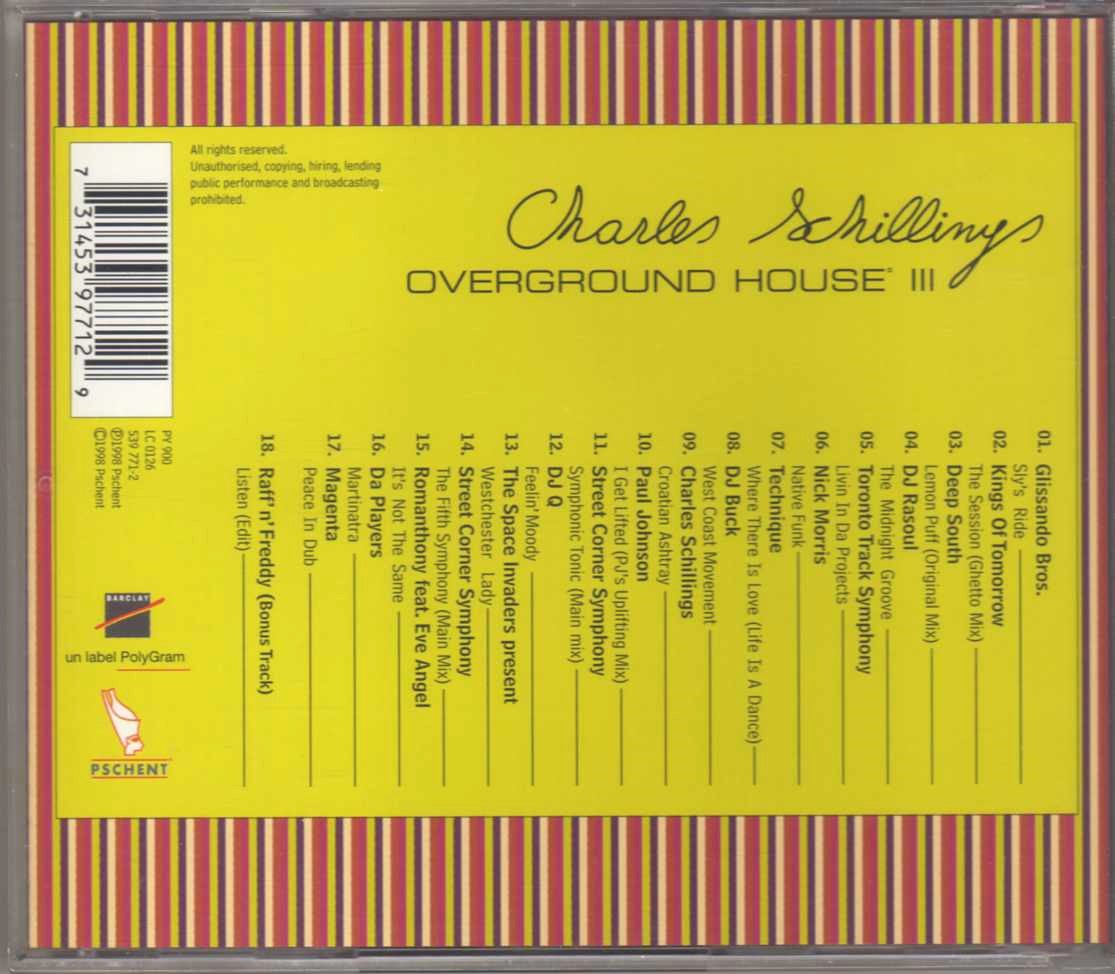 All rights reserved.
Unauthorised, copying, hiring, lending
public performance and broadcasting
prohibited.
Charles Schillings
OVERGROUND HOUSE° III
01. Glissando Bros.
Sly's Ride
02. Kings Of Tomorrow
The Session (Ghetto Mix)
03. Deep South
Lemon Puff (Original Mix)
04. DJ Rasoul
The Midnight Groove
05. Toronto Track Symphony
Livin In Da Projects
06. Nick Morris
Native Funk
07. Technique
Where There Is Love (Life Is A Dance)
08. DJ Buck
West Coast Movement
09. Charles Schillings
Croatian Ashtray
10. Paul Johnson
I Get Lifted (PJ's Uplifting Mix)
11. Street Corner Symphony
Symphonic Tonic (Main mix)
12. DJ Q
Feelin' Moody
13. The Space Invaders present
Westchester Lady
14. Street Corner Symphony
The Fifth Symphony (Main Mix)
15. Romanthony feat. Eve Angel
It's Not The Same
16. Da Players
Martinatra
17. Magenta
Peace In Dub
18. Raff' n' Freddy (Bonus Track)
Listen (Edit)
7 31453 97712 9
PY 900
LC 0126
539 771-2
℗1998 Pschent
©1998 Pschent
BARCLAY
un label PolyGram
PSCHENT